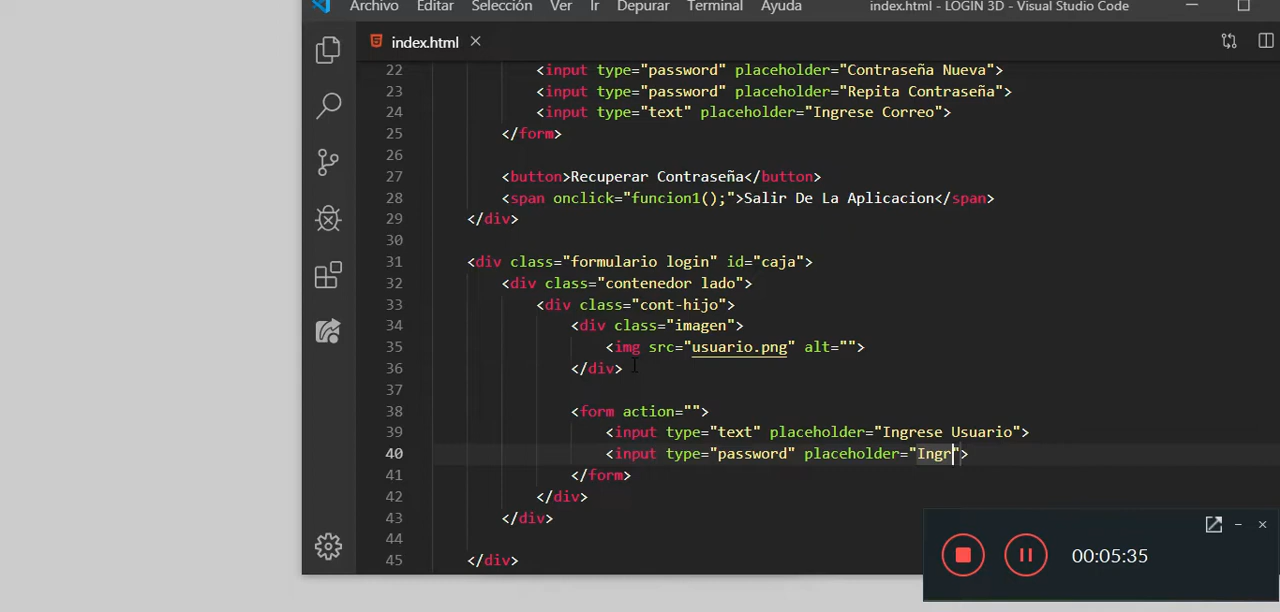 Archivo Editar Selección Ver Ir Depurar Terminal Ayuda index.html - LOGIN 3D - Visual Studio Code
index.html
22 <input type="password" placeholder="Contraseña Nueva">
23 <input type="password" placeholder="Repita Contraseña">
24 <input type="text" placeholder="Ingrese Correo">
25 </form>
26
27 <button>Recuperar Contraseña</button>
28 <span onclick="funcion1();">Salir De La Aplicacion</span>
29 </div>
30
31 <div class="formulario login" id="caja">
32 <div class="contenedor lado">
33 <div class="cont-hijo">
34 <div class="imagen">
35 <img src="usuario.png" alt="">
36 </div>
37
38 <form action="">
39 <input type="text" placeholder="Ingrese Usuario">
40 <input type="password" placeholder="Ingr">
41 </form>
42 </div>
43 </div>
44
45 </div>
00:05:35